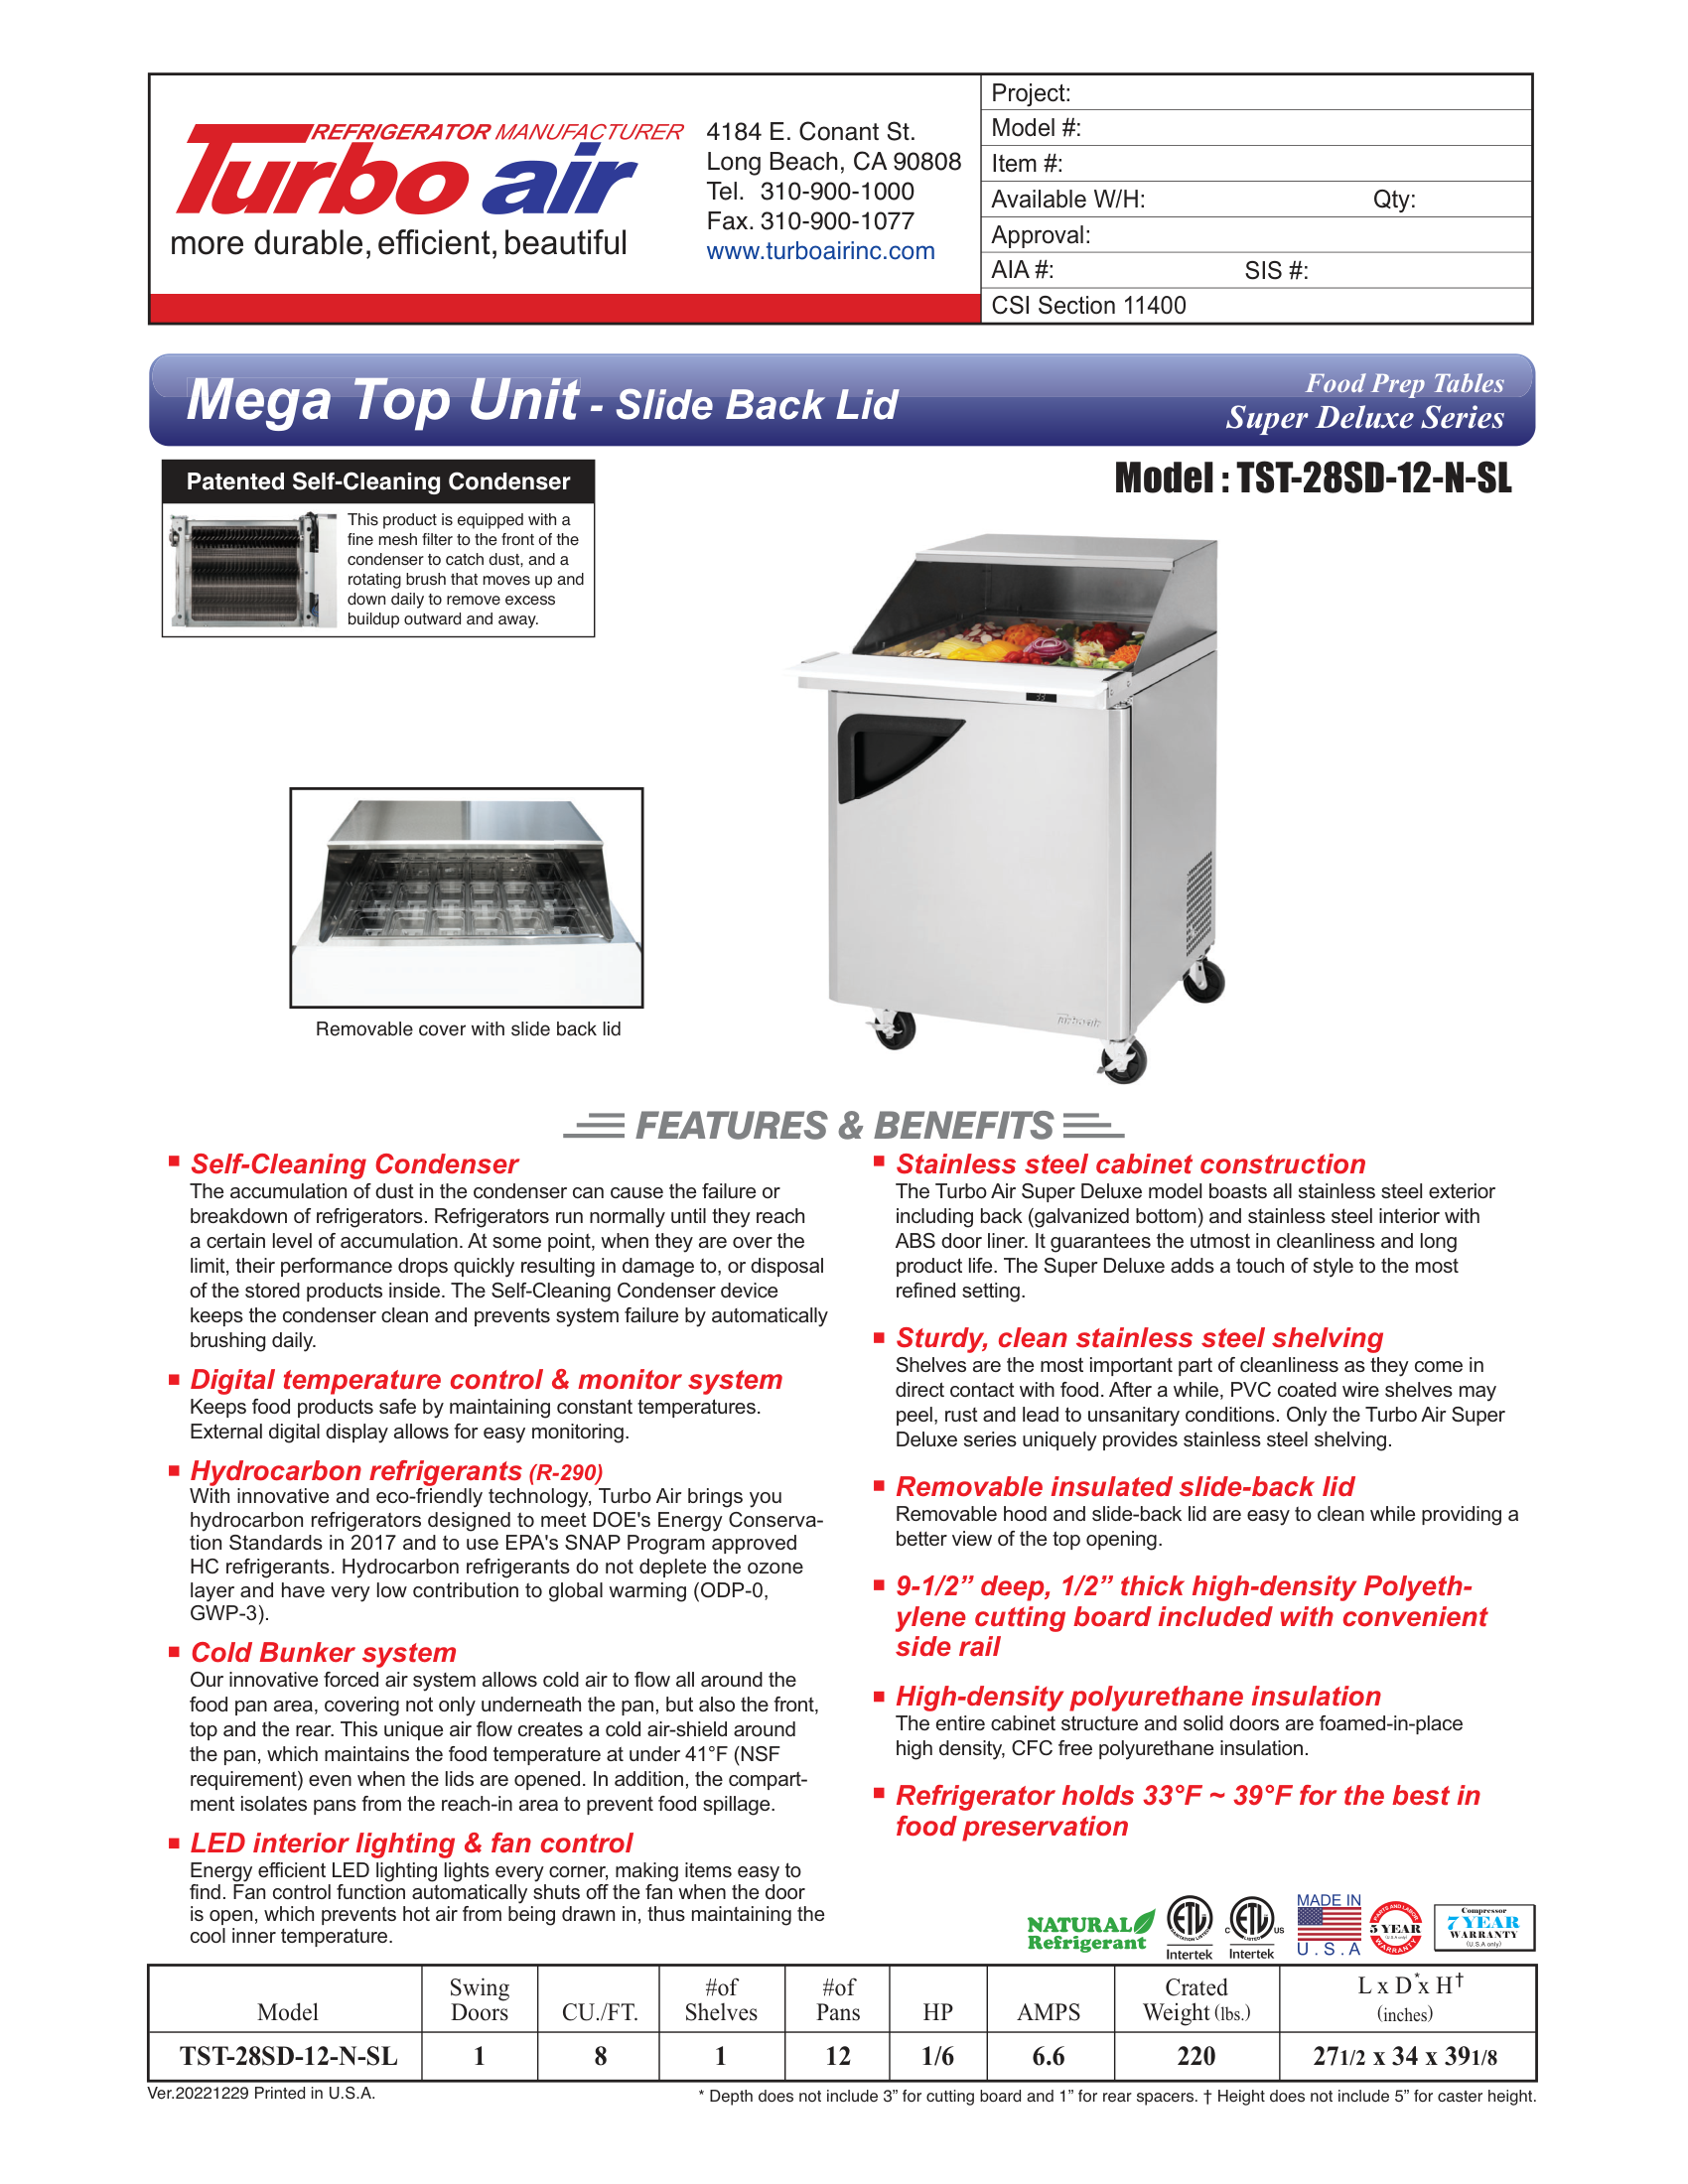 REFRIGERATOR MANUFACTURER
Turbo air
more durable, efficient, beautiful
4184 E. Conant St.
Long Beach, CA 90808
Tel. 310-900-1000
Fax. 310-900-1077
www.turboairinc.com
Project:
Model #:
Item #:
Available W/H: Qty:
Approval:
AIA #: SIS #:
CSI Section 11400
Mega Top Unit - Slide Back Lid
Food Prep Tables
Super Deluxe Series
Patented Self-Cleaning Condenser
This product is equipped with a
fine mesh filter to the front of the
condenser to catch dust, and a
rotating brush that moves up and
down daily to remove excess
buildup outward and away.
Model : TST-28SD-12-N-SL
Turbo air
Removable cover with slide back lid
FEATURES & BENEFITS
Self-Cleaning Condenser
The accumulation of dust in the condenser can cause the failure or
breakdown of refrigerators. Refrigerators run normally until they reach
a certain level of accumulation. At some point, when they are over the
limit, their performance drops quickly resulting in damage to, or disposal
of the stored products inside. The Self-Cleaning Condenser device
keeps the condenser clean and prevents system failure by automatically
brushing daily.
Digital temperature control & monitor system
Keeps food products safe by maintaining constant temperatures.
External digital display allows for easy monitoring.
Hydrocarbon refrigerants (R-290)
With innovative and eco-friendly technology, Turbo Air brings you
hydrocarbon refrigerators designed to meet DOE's Energy Conserva-
tion Standards in 2017 and to use EPA's SNAP Program approved
HC refrigerants. Hydrocarbon refrigerants do not deplete the ozone
layer and have very low contribution to global warming (ODP-0,
GWP-3).
Cold Bunker system
Our innovative forced air system allows cold air to flow all around the
food pan area, covering not only underneath the pan, but also the front,
top and the rear. This unique air flow creates a cold air-shield around
the pan, which maintains the food temperature at under 41°F (NSF
requirement) even when the lids are opened. In addition, the compart-
ment isolates pans from the reach-in area to prevent food spillage.
LED interior lighting & fan control
Energy efficient LED lighting lights every corner, making items easy to
find. Fan control function automatically shuts off the fan when the door
is open, which prevents hot air from being drawn in, thus maintaining the
cool inner temperature.
Stainless steel cabinet construction
The Turbo Air Super Deluxe model boasts all stainless steel exterior
including back (galvanized bottom) and stainless steel interior with
ABS door liner. It guarantees the utmost in cleanliness and long
product life. The Super Deluxe adds a touch of style to the most
refined setting.
Sturdy, clean stainless steel shelving
Shelves are the most important part of cleanliness as they come in
direct contact with food. After a while, PVC coated wire shelves may
peel, rust and lead to unsanitary conditions. Only the Turbo Air Super
Deluxe series uniquely provides stainless steel shelving.
Removable insulated slide-back lid
Removable hood and slide-back lid are easy to clean while providing a
better view of the top opening.
9-1/2” deep, 1/2” thick high-density Polyeth-
ylene cutting board included with convenient
side rail
High-density polyurethane insulation
The entire cabinet structure and solid doors are foamed-in-place
high density, CFC free polyurethane insulation.
Refrigerator holds 33°F ~ 39°F for the best in
food preservation
NATURAL
Refrigerant
ETL
SANITATION LISTED
Intertek
C ETL US
LISTED
Intertek
MADE IN
U.S.A
PARTS AND LABOR
5 YEAR
(U.S.A only)
WARRANTY
Compressor
7 YEAR
WARRANTY
(U.S.A only)
Model | Swing Doors | CU./FT. | #of Shelves | #of Pans | HP | AMPS | Crated Weight (lbs.) | L x D* x H† (inches)
TST-28SD-12-N-SL | 1 | 8 | 1 | 12 | 1/6 | 6.6 | 220 | 271/2 x 34 x 391/8
Ver.20221229 Printed in U.S.A.
* Depth does not include 3” for cutting board and 1” for rear spacers. † Height does not include 5” for caster height.